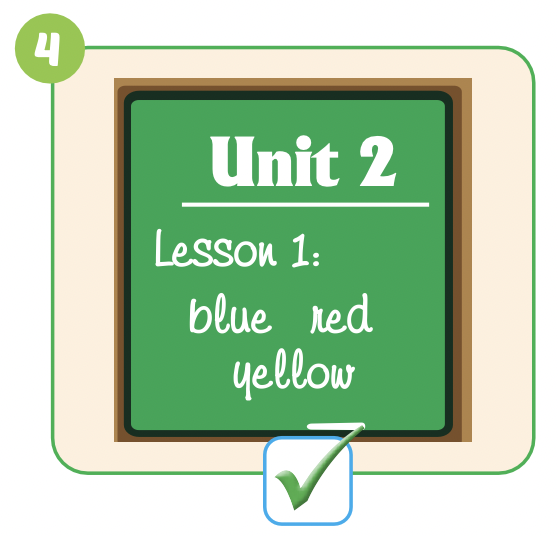 4
Unit 2
Lesson 1:
blue red
yellow